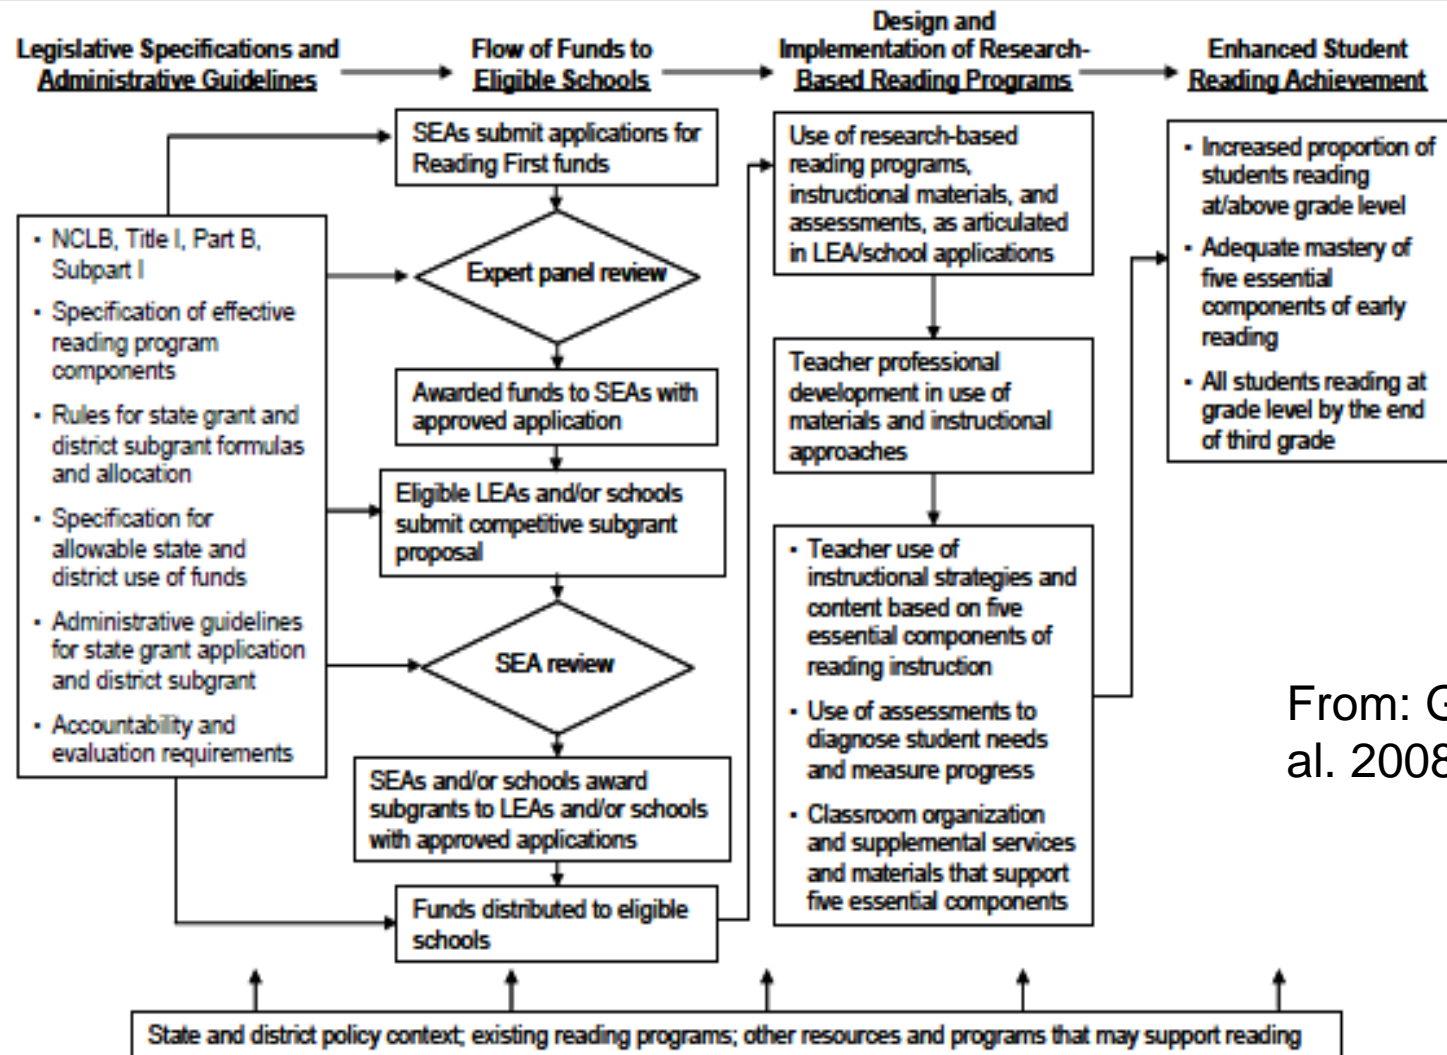 Legislative Specifications and
Administrative Guidelines
Flow of Funds to
Eligible Schools
Design and
Implementation of Research-
Based Reading Programs
Enhanced Student
Reading Achievement
▪ NCLB, Title I, Part B,
Subpart I
▪ Specification of effective
reading program
components
▪ Rules for state grant and
district subgrant formulas
and allocation
▪ Specification for
allowable state and
district use of funds
▪ Administrative guidelines
for state grant application
and district subgrant
▪ Accountability and
evaluation requirements
SEAs submit applications for
Reading First funds
Expert panel review
Awarded funds to SEAs with
approved application
Eligible LEAs and/or schools
submit competitive subgrant
proposal
SEA review
SEAs and/or schools award
subgrants to LEAs and/or schools
with approved applications
Funds distributed to eligible
schools
Use of research-based
reading programs,
instructional materials, and
assessments, as articulated
in LEA/school applications
Teacher professional
development in use of
materials and instructional
approaches
▪ Teacher use of
instructional strategies and
content based on five
essential components of
reading instruction
▪ Use of assessments to
diagnose student needs
and measure progress
▪ Classroom organization
and supplemental services
and materials that support
five essential components
▪ Increased proportion of
students reading
at/above grade level
▪ Adequate mastery of
five essential
components of early
reading
▪ All students reading at
grade level by the end
of third grade
From:
al. 2008
State and district policy context; existing reading programs; other resources and programs that may support reading